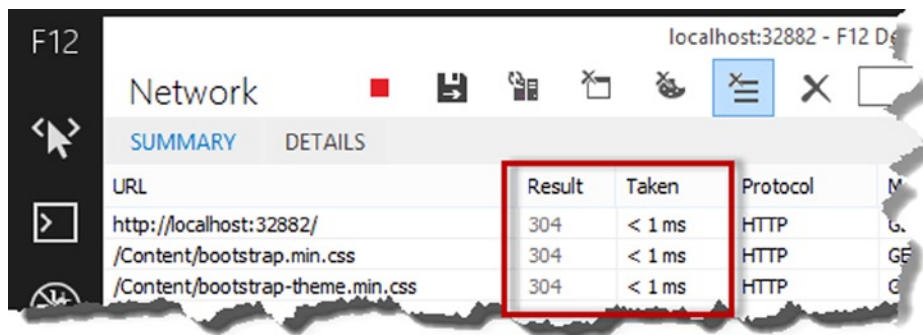 F12
localhost:32882 - F12
Network
SUMMARY DETAILS
URL Result Taken Protocol
http://localhost:32882/ 304 < 1 ms HTTP
/Content/bootstrap.min.css 304 < 1 ms HTTP GE
/Content/bootstrap-theme.min.css 304 < 1 ms HTTP